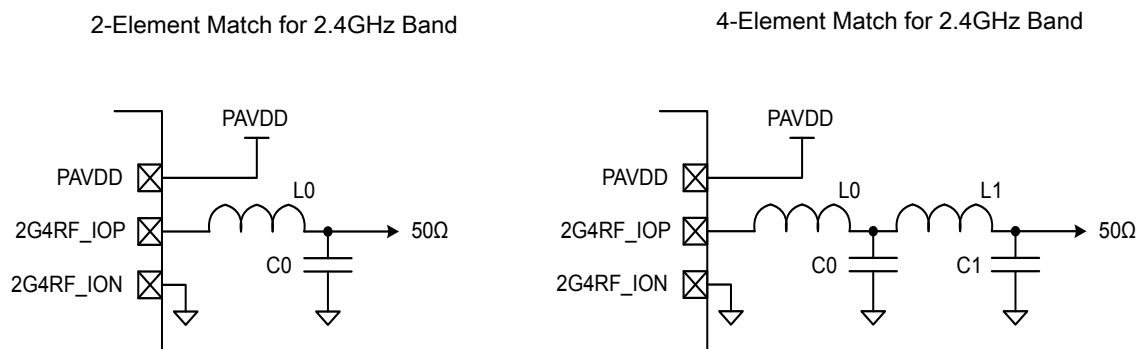 2-Element Match for 2.4GHz Band
PAVDD
PAVDD
L0
2G4RF_IOP
50Ω
C0
2G4RF_ION
4-Element Match for 2.4GHz Band
PAVDD
PAVDD
L0
L1
2G4RF_IOP
50Ω
C0
C1
2G4RF_ION